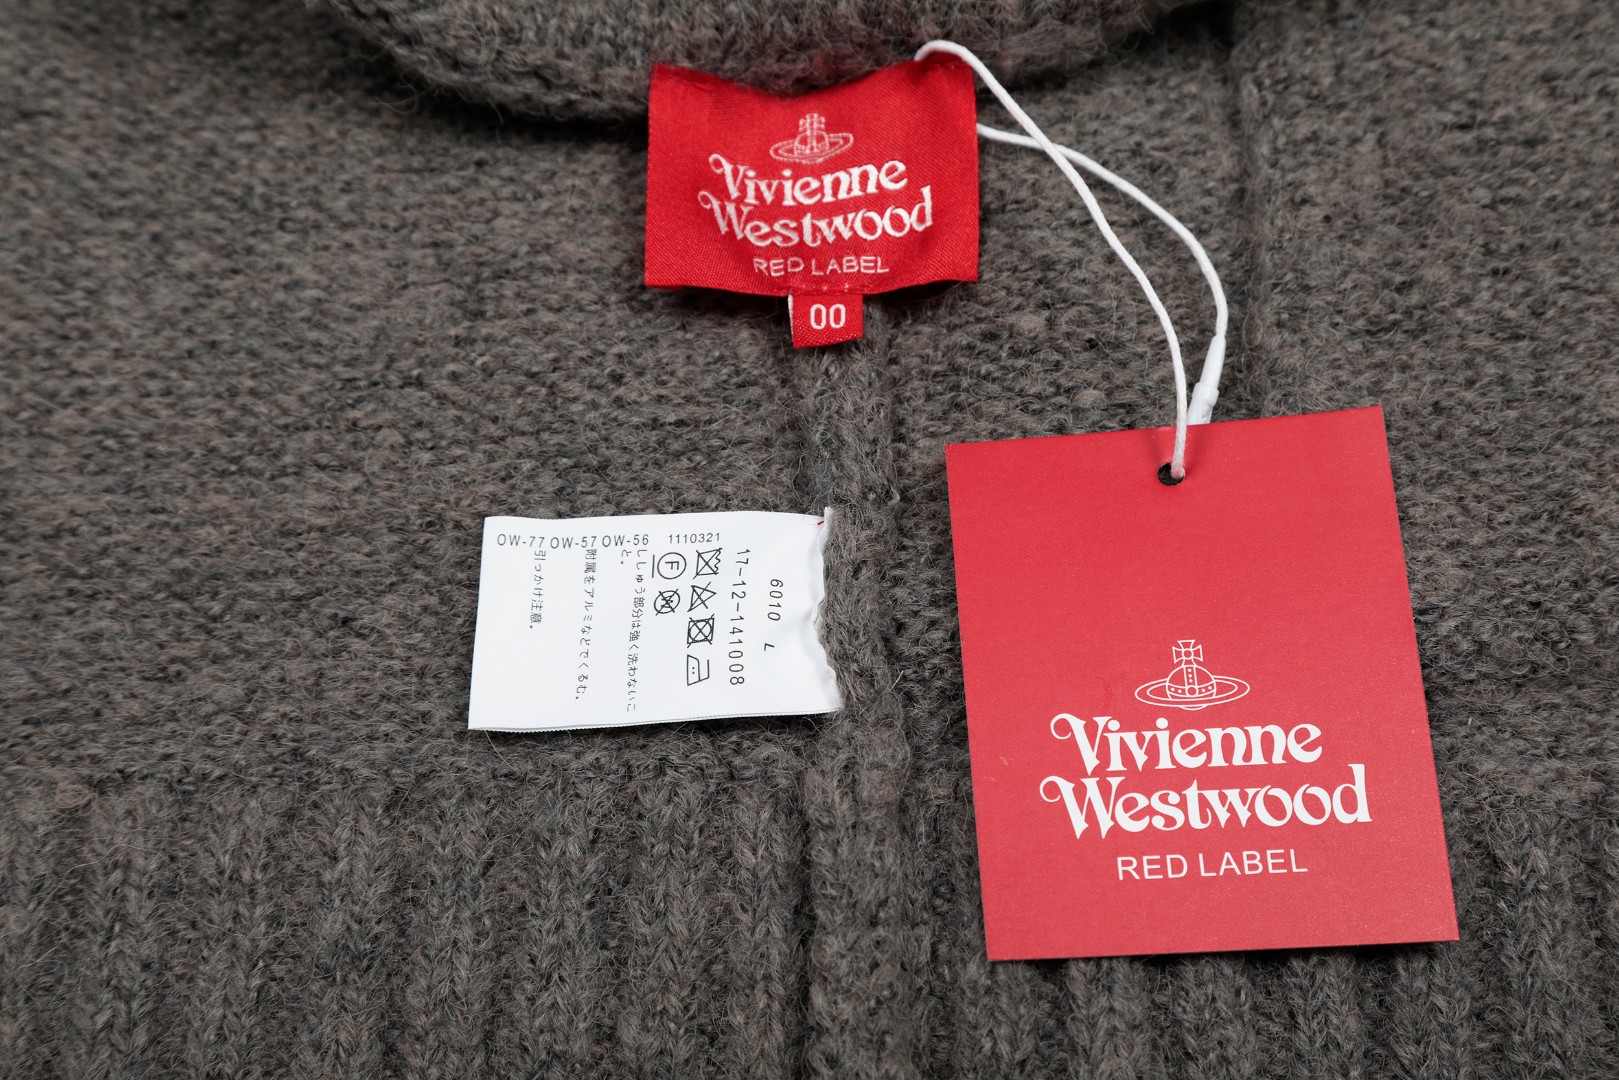 Vivienne
Westwood
RED LABEL
00
6010 L
17-12-141008
F
W
ししゅう部分は強く洗わないこ
と。
附属をアルミなどでくるむ。
引っかけ注意。
OW-77 OW-57 OW-56 1110321
Vivienne
Westwood
RED LABEL